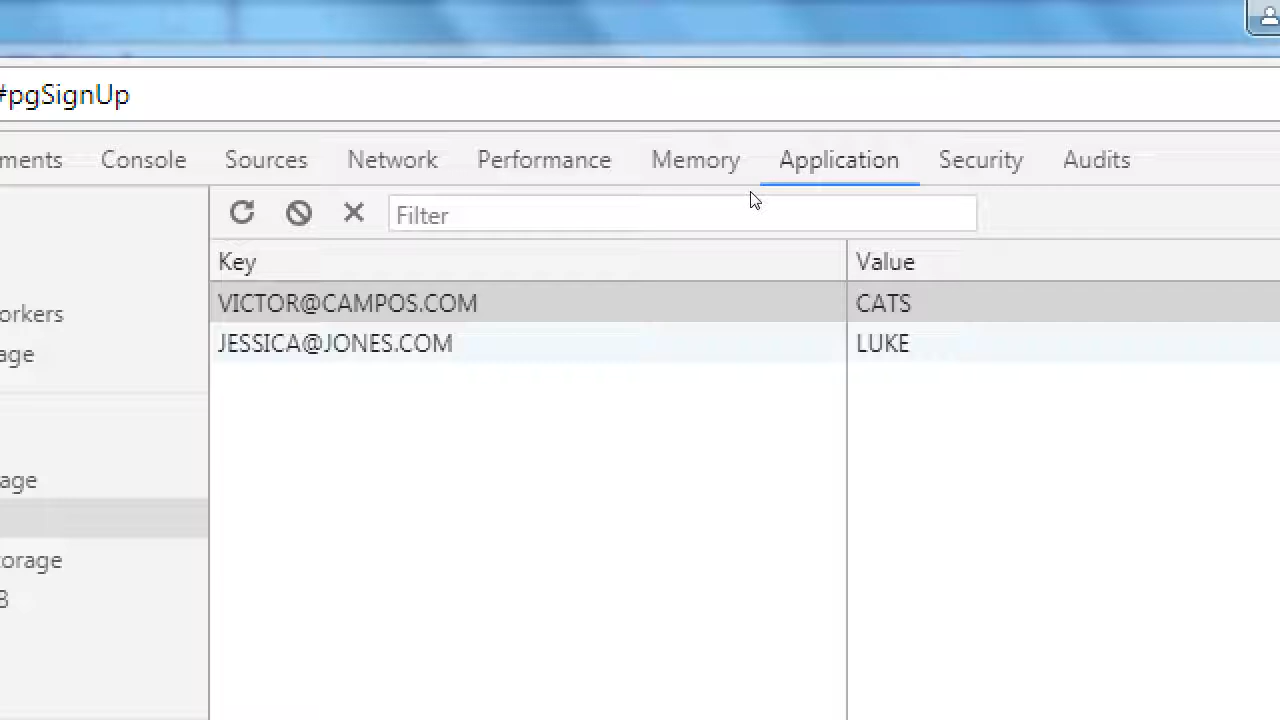 #pgSignUp
ments Console Sources Network Performance Memory Application Security Audits
Filter
Key Value
VICTOR@CAMPOS.COM CATS
JESSICA@JONES.COM LUKE
orkers
age
age
torage
B